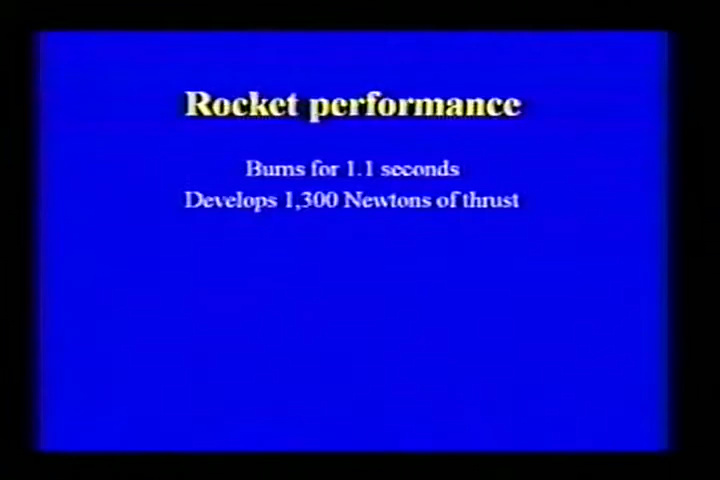 Rocket performance
Burns for 1.1 seconds
Develops 1,300 Newtons of thrust